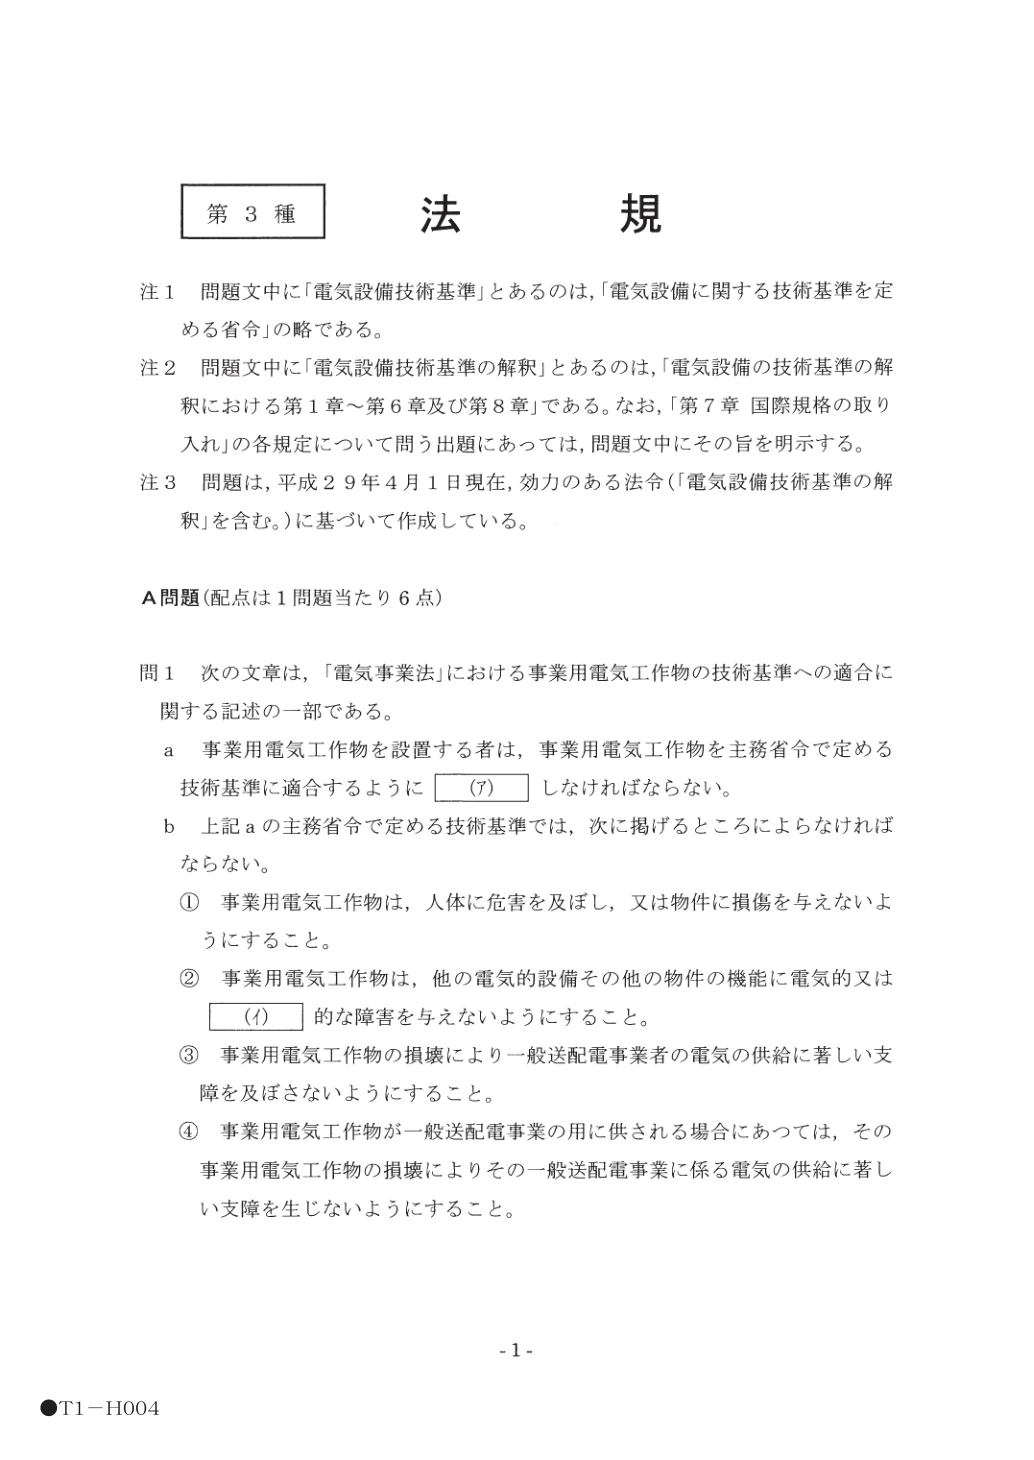 第３種
法規
注１　問題文中に「電気設備技術基準」とあるのは，「電気設備に関する技術基準を定
める省令」の略である。
注２　問題文中に「電気設備技術基準の解釈」とあるのは，「電気設備の技術基準の解
釈における第１章～第６章及び第８章」である。なお，「第７章 国際規格の取り
入れ」の各規定について問う出題にあっては，問題文中にその旨を明示する。
注３　問題は，平成２９年４月１日現在，効力のある法令（「電気設備技術基準の解
釈」を含む。）に基づいて作成している。
Ａ問題（配点は１問題当たり６点）
問１　次の文章は，「電気事業法」における事業用電気工作物の技術基準への適合に
関する記述の一部である。
ａ　事業用電気工作物を設置する者は，事業用電気工作物を主務省令で定める
技術基準に適合するように (ア) しなければならない。
ｂ　上記ａの主務省令で定める技術基準では，次に掲げるところによらなければ
ならない。
①　事業用電気工作物は，人体に危害を及ぼし，又は物件に損傷を与えないよ
うにすること。
②　事業用電気工作物は，他の電気的設備その他の物件の機能に電気的又は
(イ) 的な障害を与えないようにすること。
③　事業用電気工作物の損壊により一般送配電事業者の電気の供給に著しい支
障を及ぼさないようにすること。
④　事業用電気工作物が一般送配電事業の用に供される場合にあつては，その
事業用電気工作物の損壊によりその一般送配電事業に係る電気の供給に著し
い支障を生じないようにすること。
- 1 -
●T1－H004